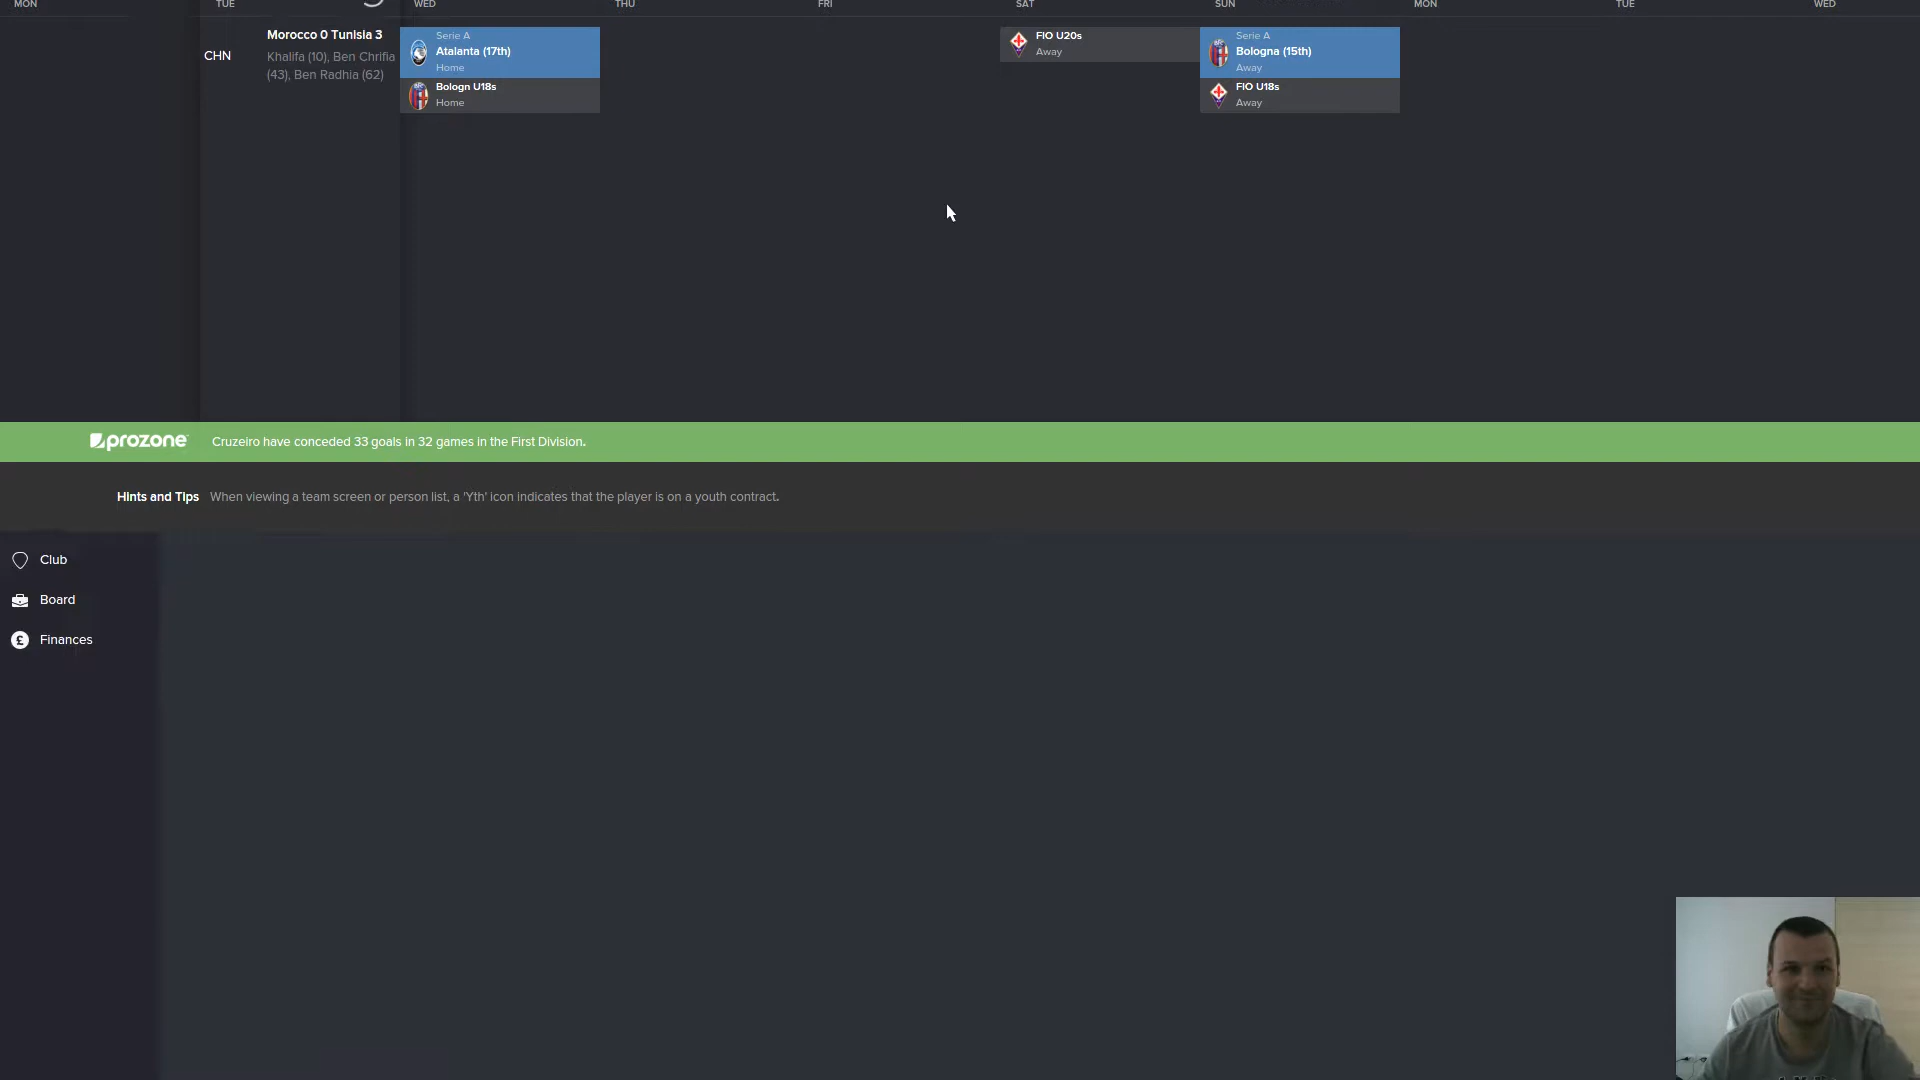 MON TUE WED THU FRI SAT SUN MON TUE WED
CHN
Morocco 0 Tunisia 3
Khalifa (10), Ben Chrifia
(43), Ben Radhia (62)
Serie A
Atalanta (17th)
Home
Bologn U18s
Home
FIO U20s
Away
Serie A
Bologna (15th)
Away
FIO U18s
Away
prozone Cruzeiro have conceded 33 goals in 32 games in the First Division.
Hints and Tips When viewing a team screen or person list, a 'Yth' icon indicates that the player is on a youth contract.
Club
Board
£ Finances